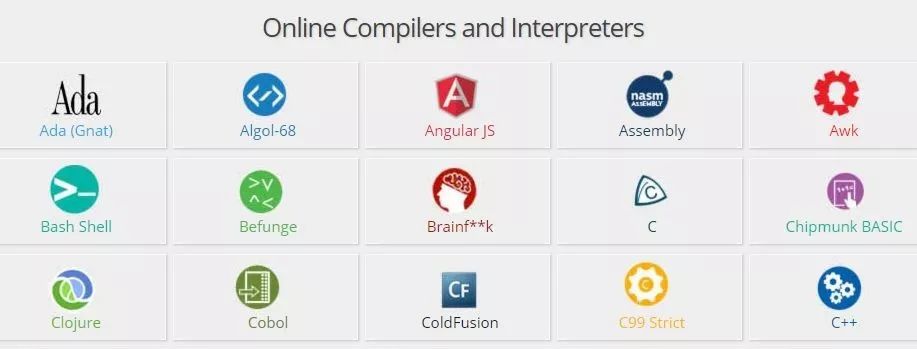 Online Compilers and Interpreters
Ada
nasm
ASSEMBLY
Ada (Gnat)
Algol-68
Angular JS
Assembly
Awk
Bash Shell
Befunge
Brainf**k
C
C
Chipmunk BASIC
CF
C
Clojure
Cobol
ColdFusion
C99 Strict
C++